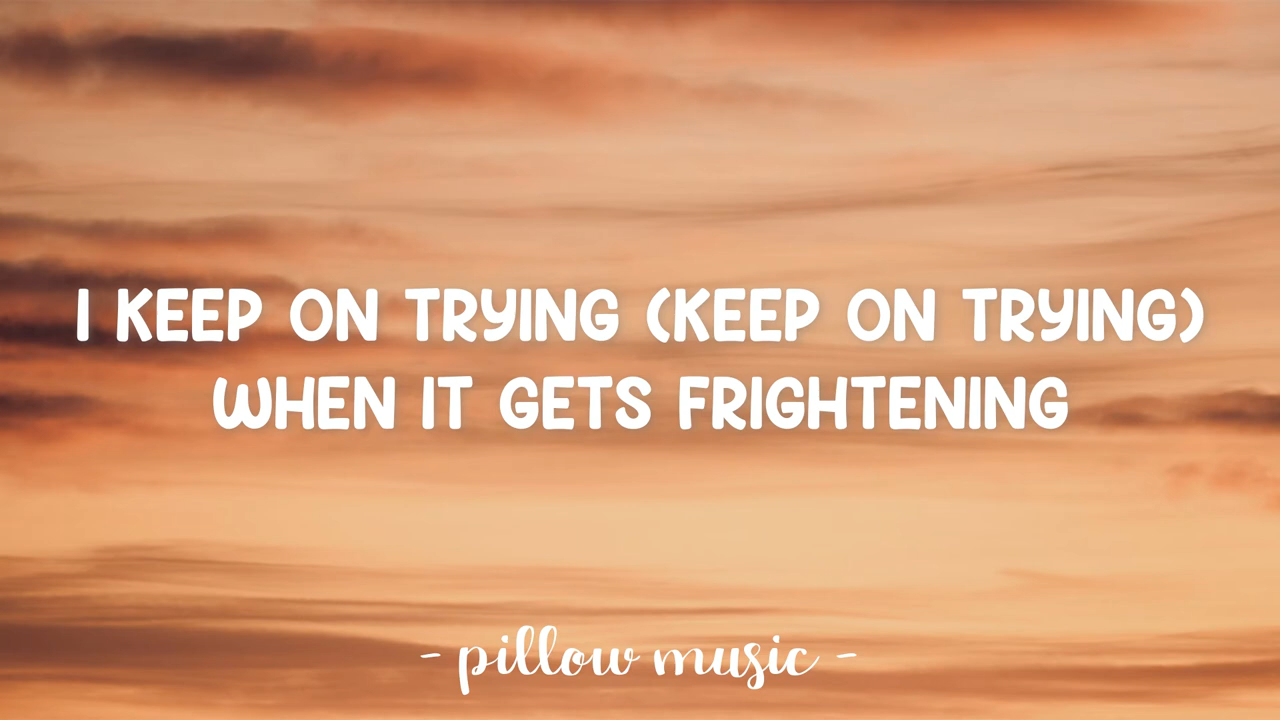 I KEEP ON TRYING (KEEP ON TRYING)
WHEN IT GETS FRIGHTENING
- pillow music -